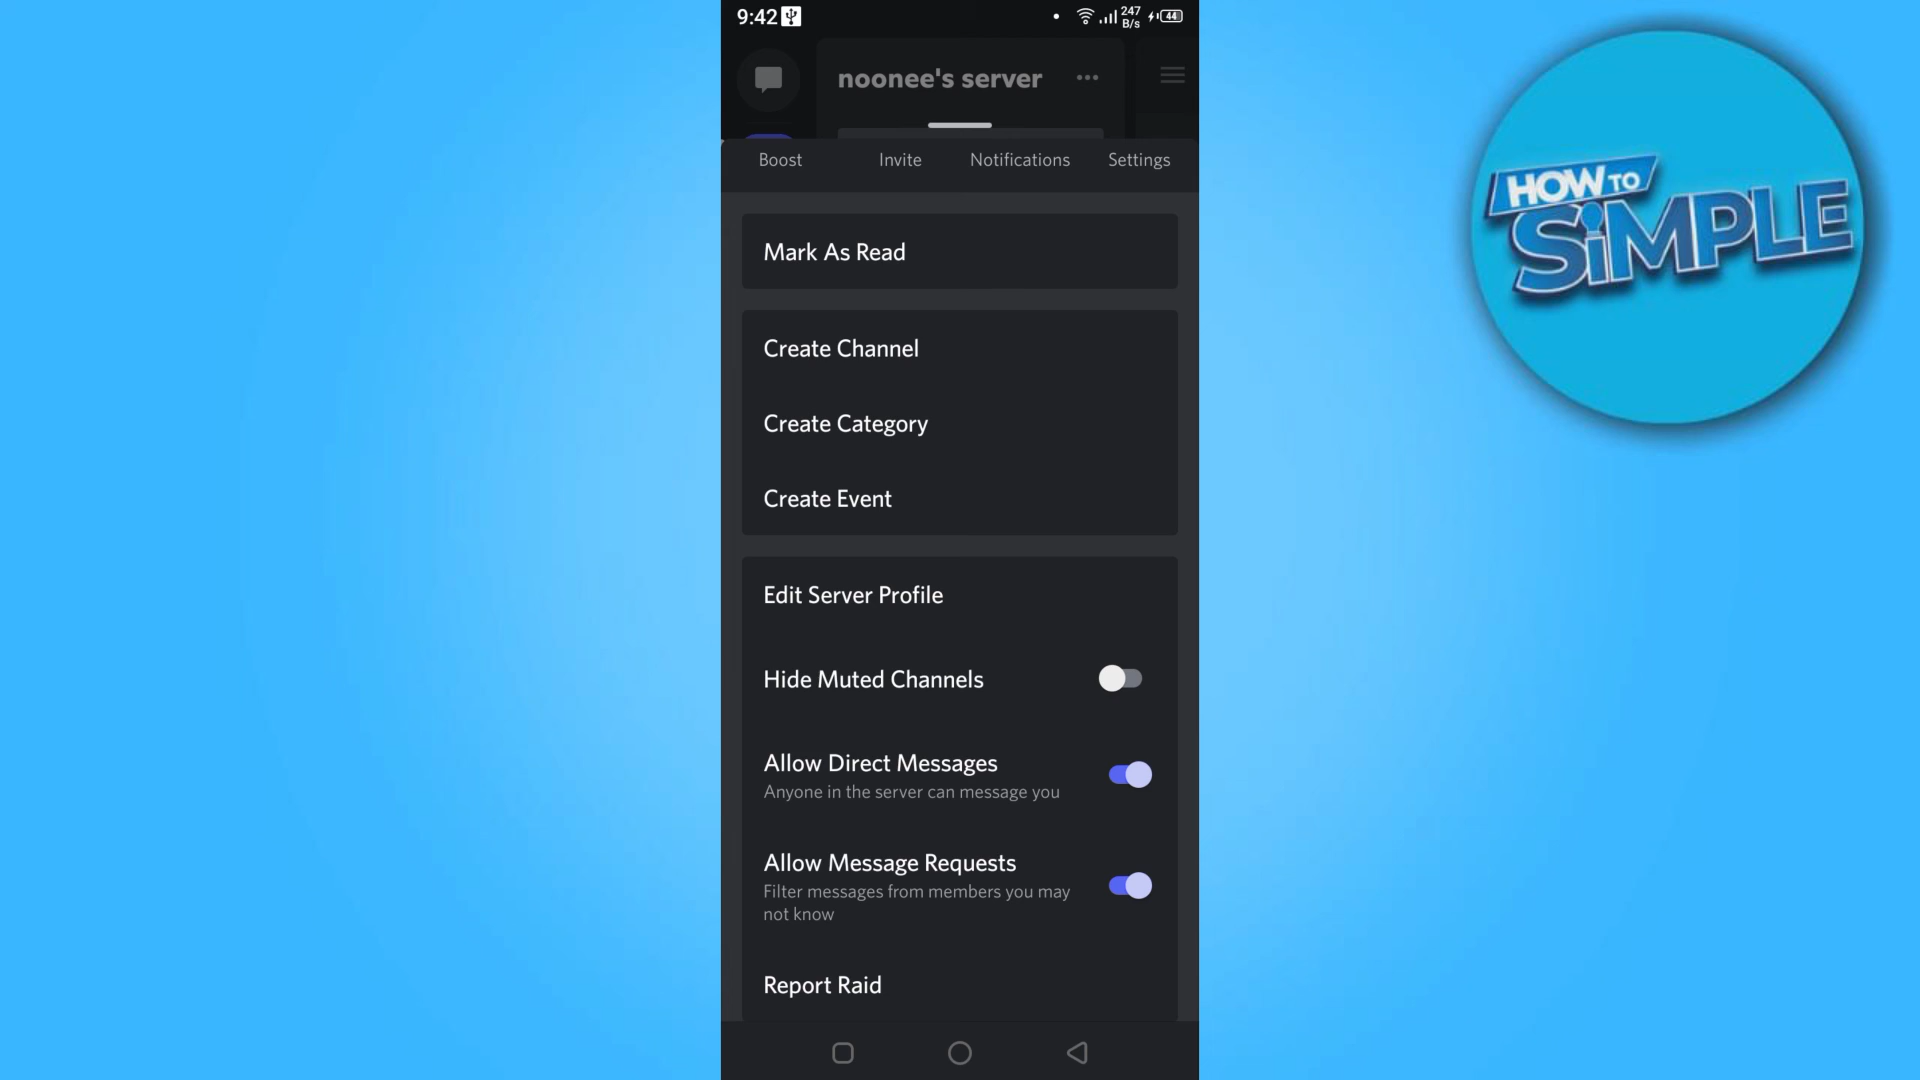 9:42
247
B/s
44
noonee's server
Boost
Invite
Notifications
Settings
Mark As Read
Create Channel
Create Category
Create Event
Edit Server Profile
Hide Muted Channels
Allow Direct Messages
Anyone in the server can message you
Allow Message Requests
Filter messages from members you may
not know
Report Raid
HOW TO
SiMPLE